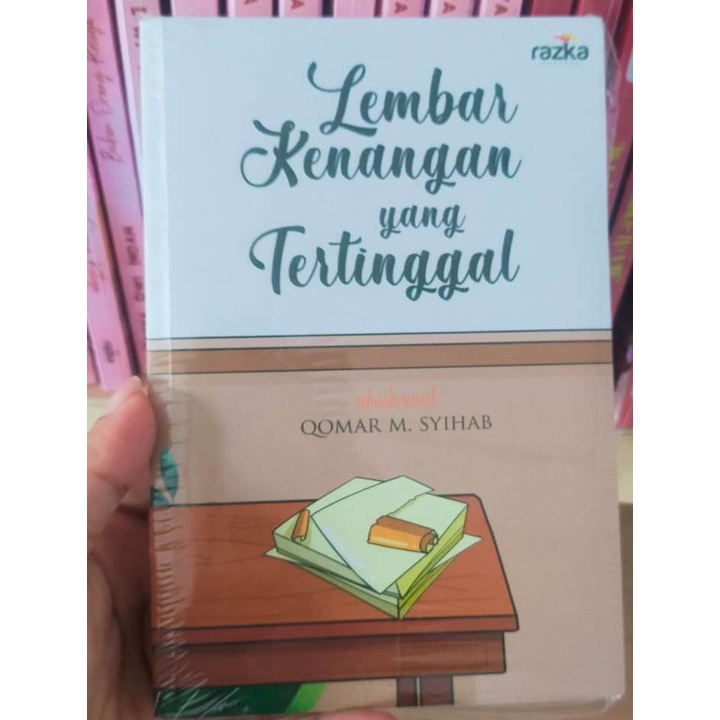 razka
Lembar
Kenangan
yang
Tertinggal
sebuah novel
QOMAR M. SYIHAB